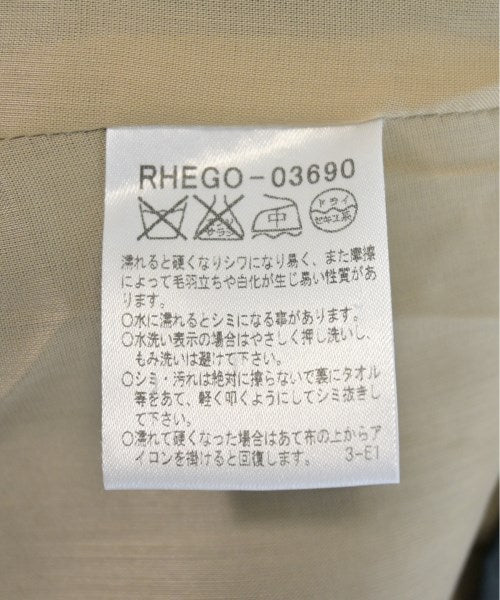 RHEGO-03690
エンソ サラシ 中 ドライ
セキユ系
濡れると硬くなりシワになり易く、また摩擦
によって毛羽立ちや白化が生じ易い性質があ
ります。
○水に濡れるとシミになる事があります。
○水洗い表示の場合はやさしく押し洗いし、
もみ洗いは避けて下さい。
○シミ・汚れは絶対に擦らないで裏にタオル
等をあて、軽く叩くようにしてシミ抜きし
て下さい。
○濡れて硬くなった場合はあて布の上からア
イロンを掛けると回復します。 3-E1